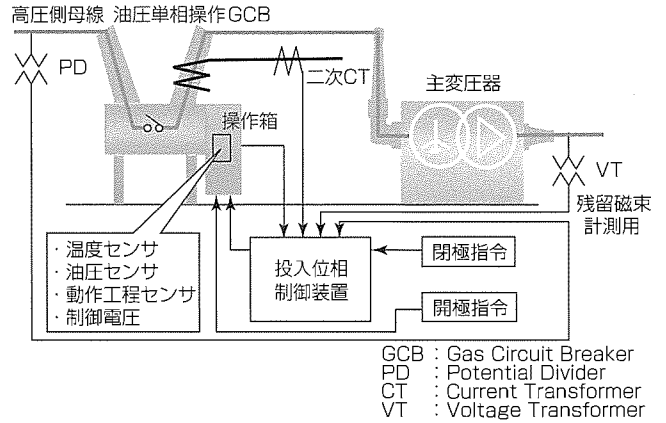 高圧側母線 油圧単相操作GCB
PD
二次CT
主変圧器
操作箱
VT
残留磁束
計測用
・温度センサ
・油圧センサ
・動作工程センサ
・制御電圧
投入位相
制御装置
閉極指令
開極指令
GCB : Gas Circuit Breaker
PD : Potential Divider
CT : Current Transformer
VT : Voltage Transformer